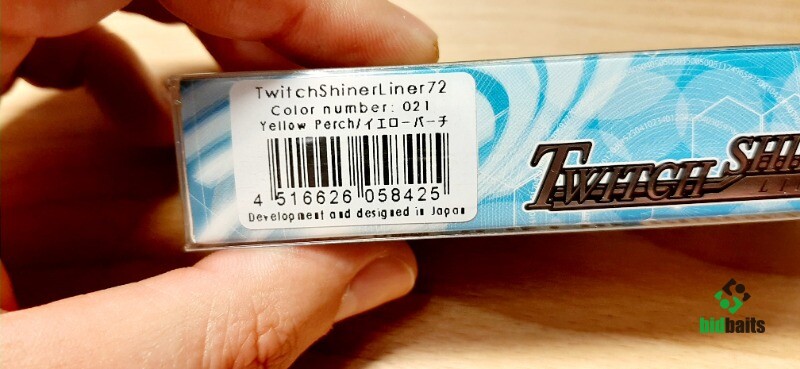 TwitchShinerLiner72
Color number: 021
Yellow Perch/イエローパーチ
4 516626 058425
Development and designed in Japan
TWITCH SHI
LIN
bidbaits